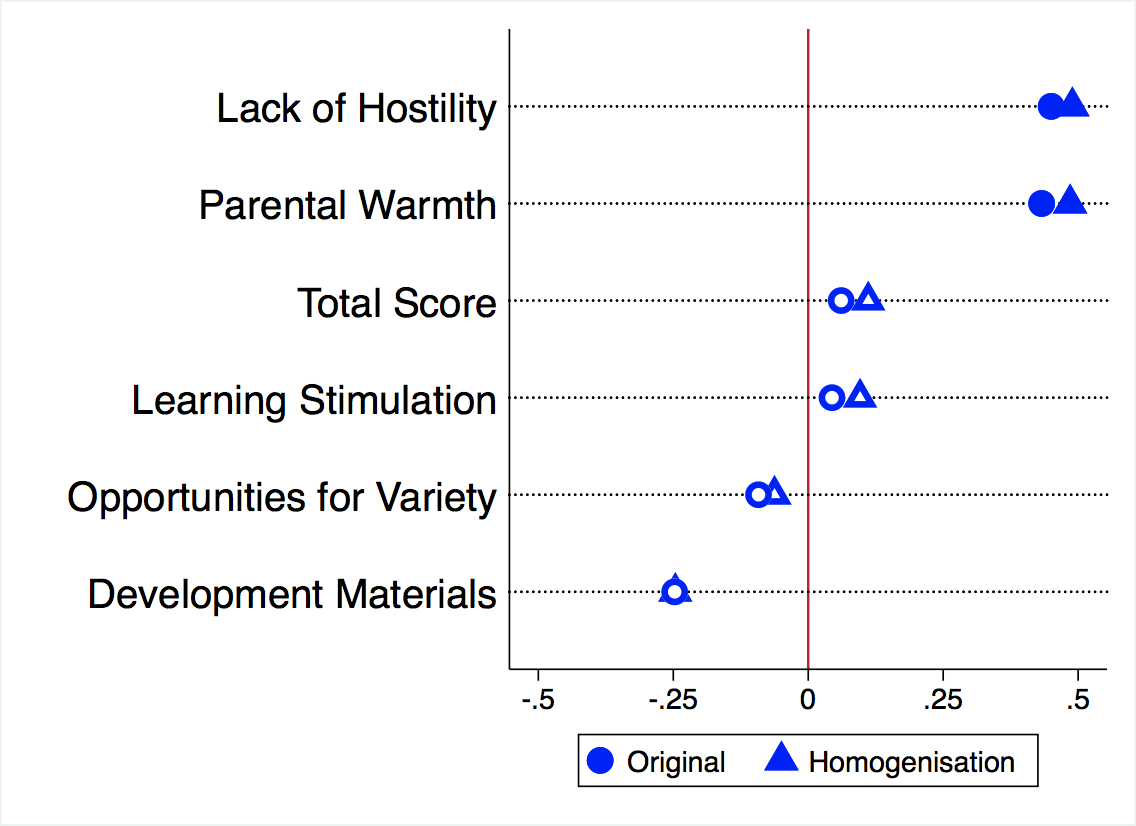 Lack of Hostility
Parental Warmth
Total Score
Learning Stimulation
Opportunities for Variety
Development Materials
-.5 -.25 0 .25 .5
Original Homogenisation